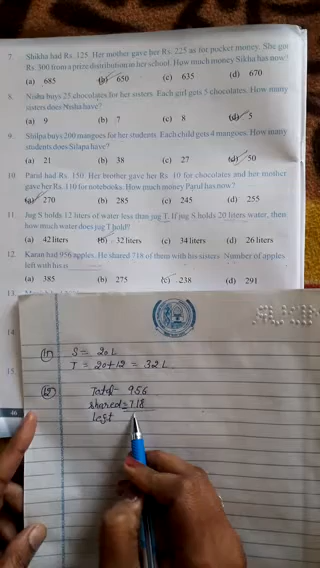 7. Shikha had Rs. 125. Her mother gave her Rs. 225 as for pocket money. She got
Rs. 300 from a prize distribution in her school. How much money Sikha has now?
(a) 685 (b) 650 (c) 635 (d) 670
8. Nisha buys 25 chocolates for her sisters. Each girl gets 5 chocolates. How many
sisters does Nisha have?
(a) 9 (b) 7 (c) 8 (d) 5
9. Shilpa buys 200 mangoes for her students. Each child gets 4 mangoes. How many
students does Silapa have?
(a) 21 (b) 38 (c) 27 (d) 50
10. Parul had Rs. 150. Her brother gave her Rs. 10 for chocolates and her mother
gave her Rs. 110 for notebooks. How much money Parul has now?
(a) 270 (b) 285 (c) 245 (d) 255
11. Jug S holds 12 liters of water less than jug T. If jug S holds 20 liters water, then
how much water does jug T hold?
(a) 42 liters (b) 32 liters (c) 34 liters (d) 26 liters
12. Karan had 956 apples. He shared 718 of them with his sisters. Number of apples
left with his is
(a) 385 (b) 275 (c) 238 (d) 291
13.
14
15
46
11) S = 20 L
T = 20+12 = 32 L
12) Total = 956
shared = 718
Left